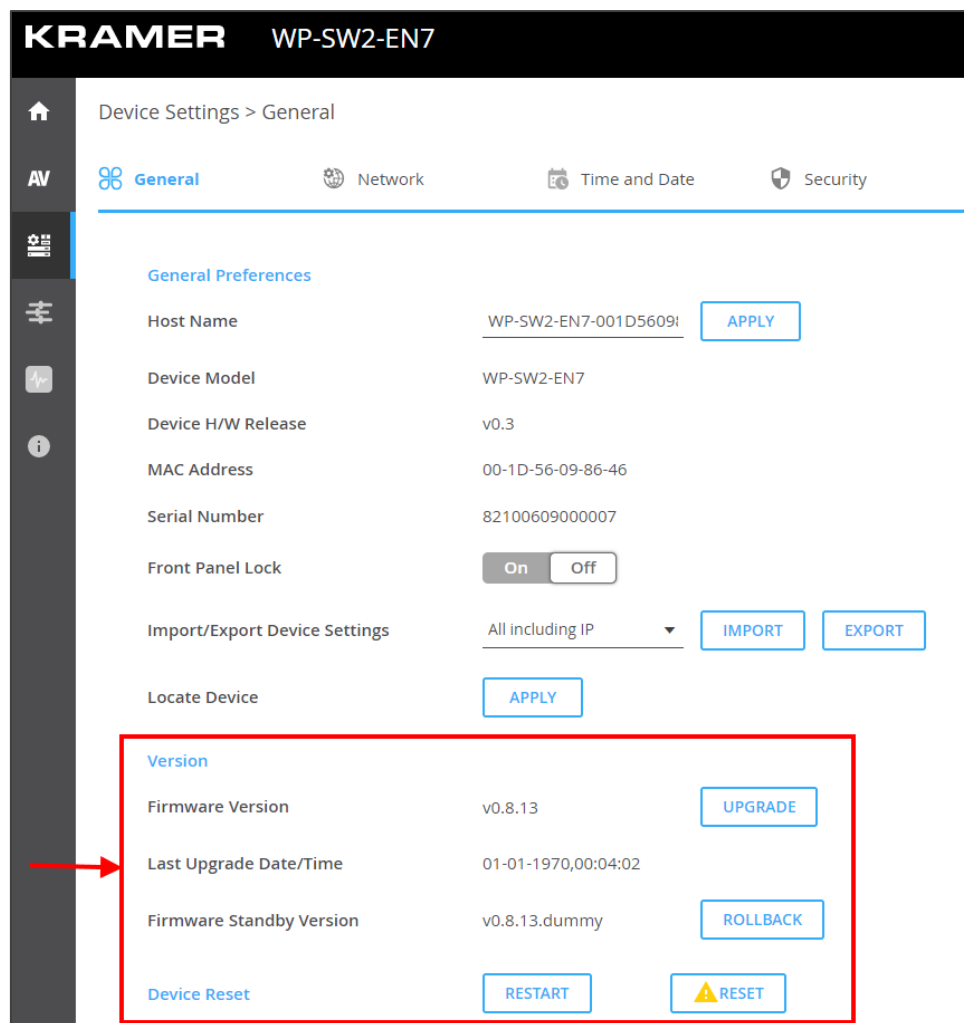 KRAMER WP-SW2-EN7
Device Settings > General
AV
General Network Time and Date Security
General Preferences
Host Name WP-SW2-EN7-001D5609 APPLY
Device Model WP-SW2-EN7
Device H/W Release v0.3
MAC Address 00-1D-56-09-86-46
Serial Number 82100609000007
Front Panel Lock On Off
Import/Export Device Settings All including IP IMPORT EXPORT
Locate Device APPLY
Version
Firmware Version v0.8.13 UPGRADE
Last Upgrade Date/Time 01-01-1970,00:04:02
Firmware Standby Version v0.8.13.dummy ROLLBACK
Device Reset RESTART RESET